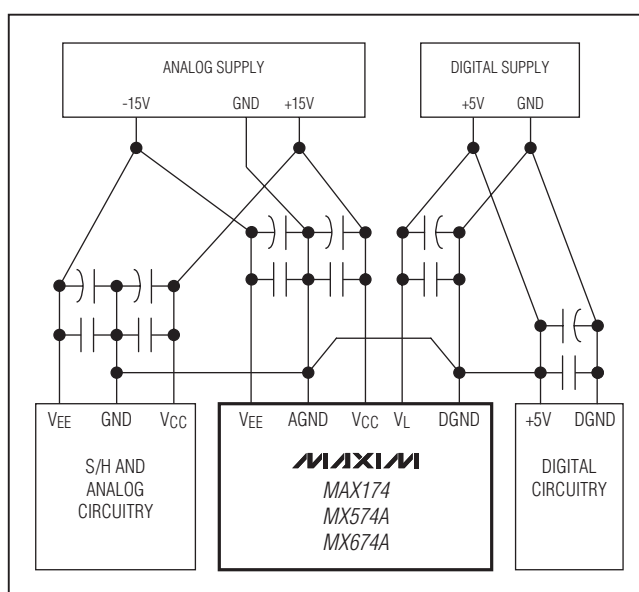 ANALOG SUPPLY
-15V GND +15V
DIGITAL SUPPLY
+5V GND
VEE GND VCC
S/H AND
ANALOG
CIRCUITRY
VEE AGND VCC VL DGND
MAXIM
MAX174
MX574A
MX674A
+5V DGND
DIGITAL
CIRCUITRY